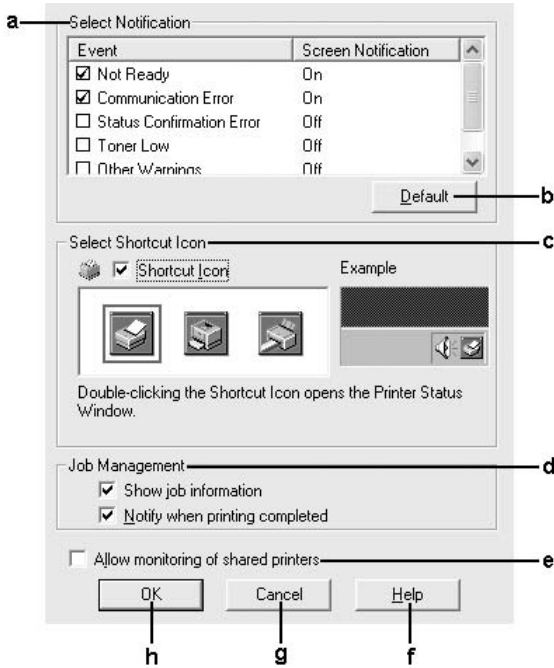 a
Select Notification
Event Screen Notification
Not Ready On
Communication Error On
Status Confirmation Error Off
Toner Low Off
Other Warnings Off
Default
b
Select Shortcut Icon
c
Shortcut Icon
Example
Double-clicking the Shortcut Icon opens the Printer Status
Window.
Job Management
d
Show job information
Notify when printing completed
Allow monitoring of shared printers
e
OK Cancel Help
h g f